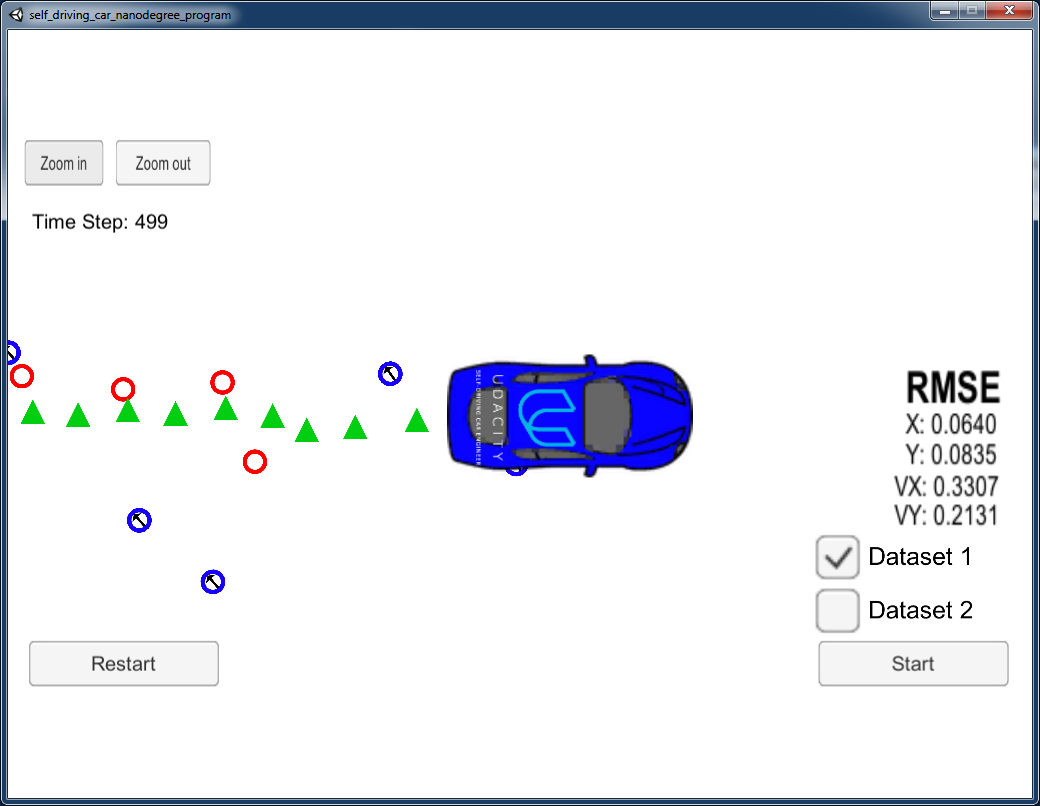 self_driving_car_nanodegree_program
Zoom in
Zoom out
Time Step: 499
UDACITY
SELF-DRIVING CAR ENGINEER
RMSE
X: 0.0640
Y: 0.0835
VX: 0.3307
VY: 0.2131
Dataset 1
Dataset 2
Restart
Start